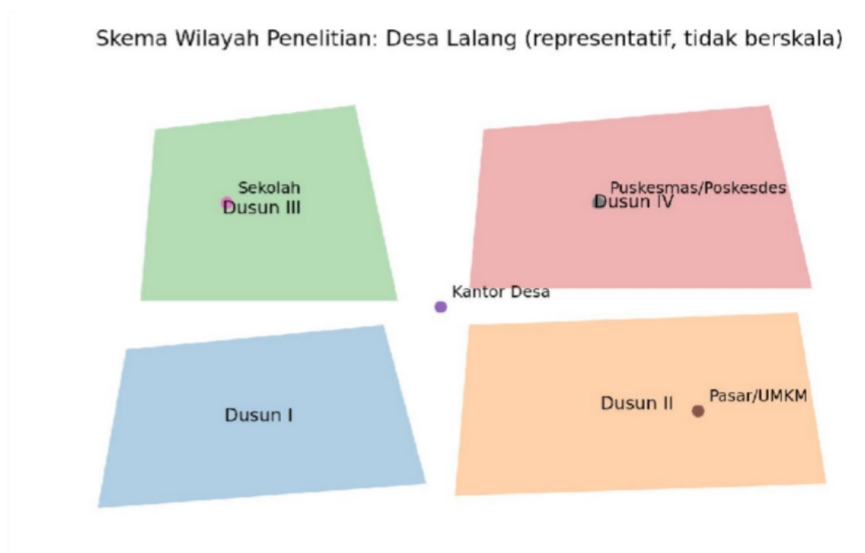 Skema Wilayah Penelitian: Desa Lalang (representatif, tidak berskala)
Sekolah
Dusun III
Puskesmas/Poskesdes
Dusun IV
Kantor Desa
Dusun I
Dusun II
Pasar/UMKM